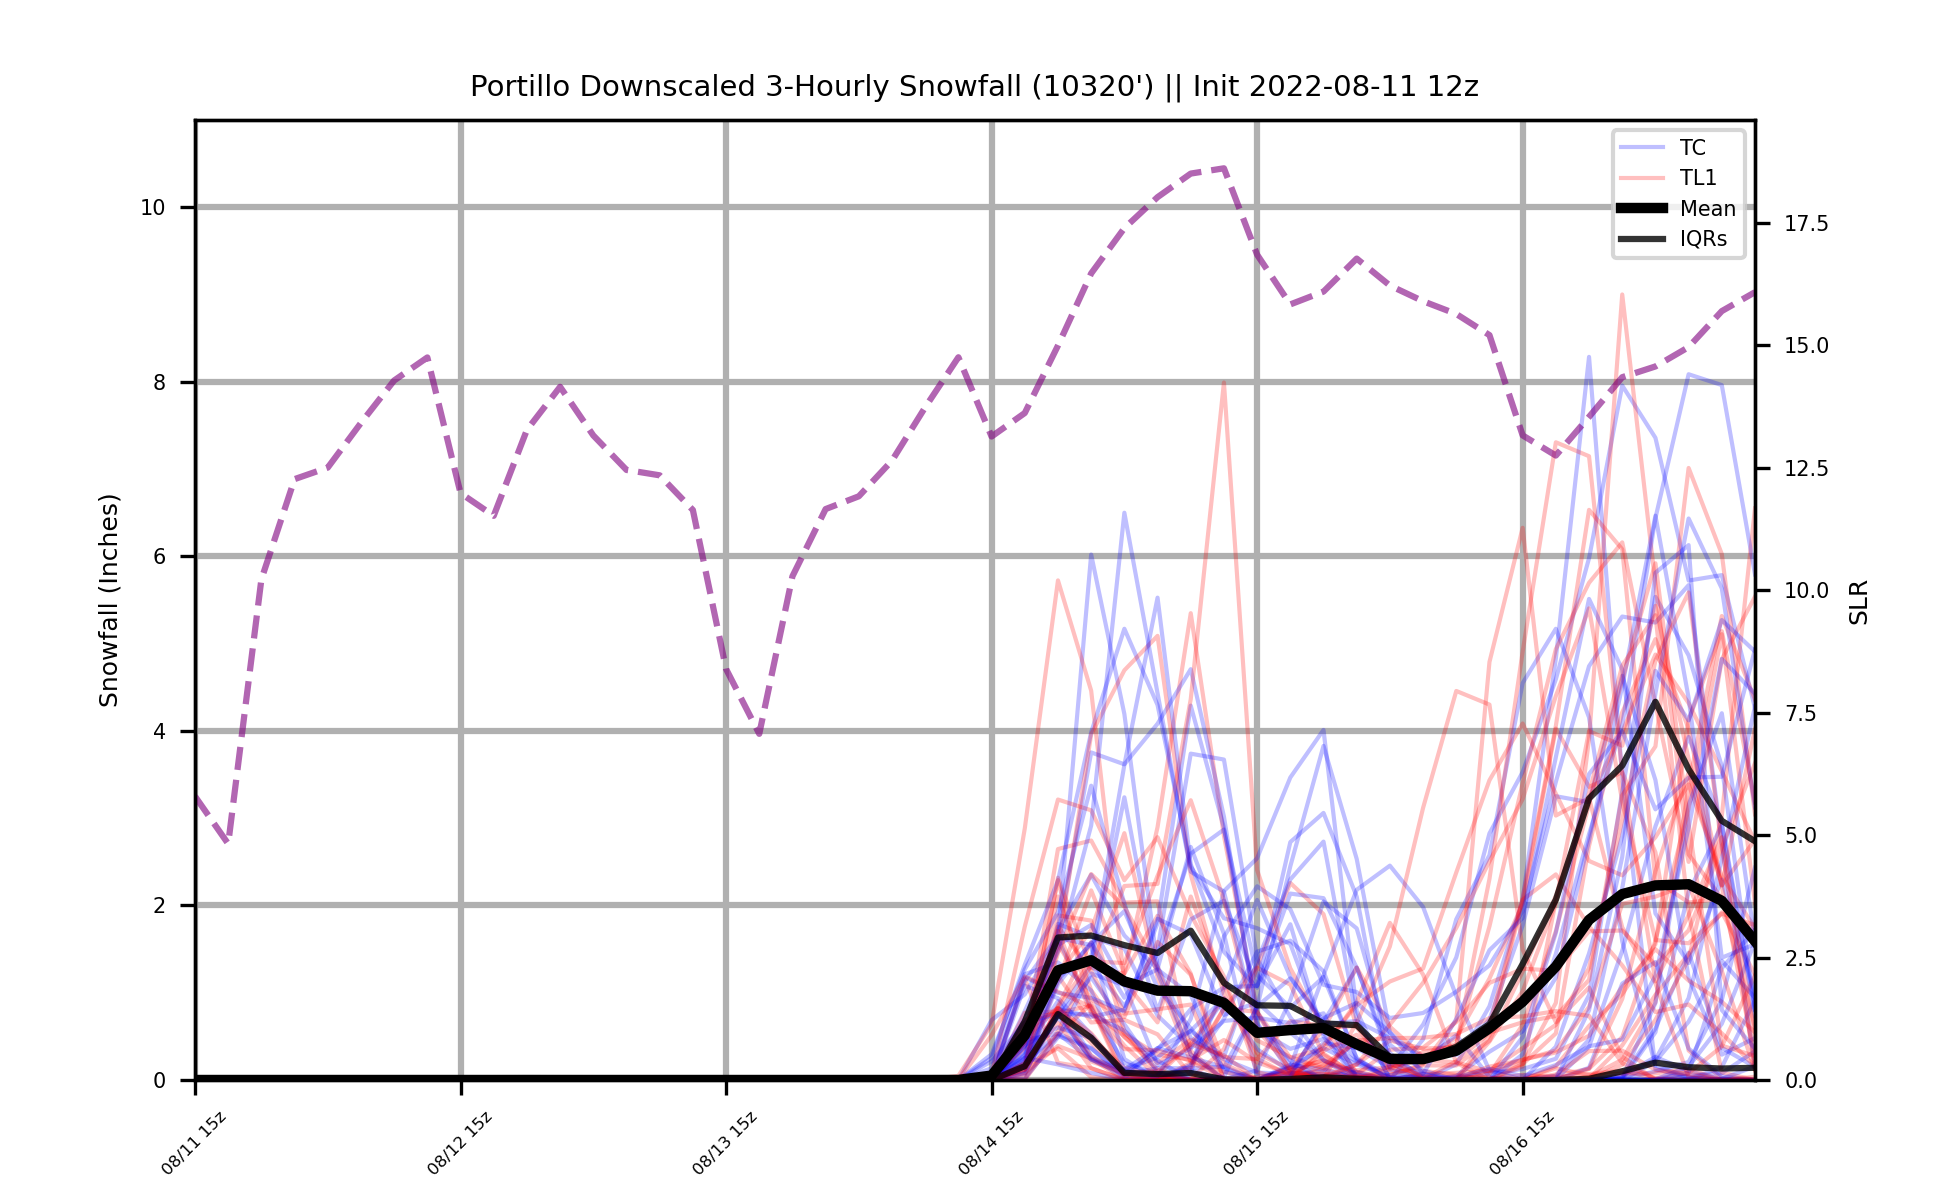 Portillo Downscaled 3-Hourly Snowfall (10320') || Init 2022-08-11 12z
TC
TL1
Mean
IQRs
10
8
6
4
2
0
Snowfall (Inches)
17.5
15.0
12.5
10.0
7.5
5.0
2.5
0.0
SLR
08/11 15z
08/12 15z
08/13 15z
08/14 15z
08/15 15z
08/16 15z